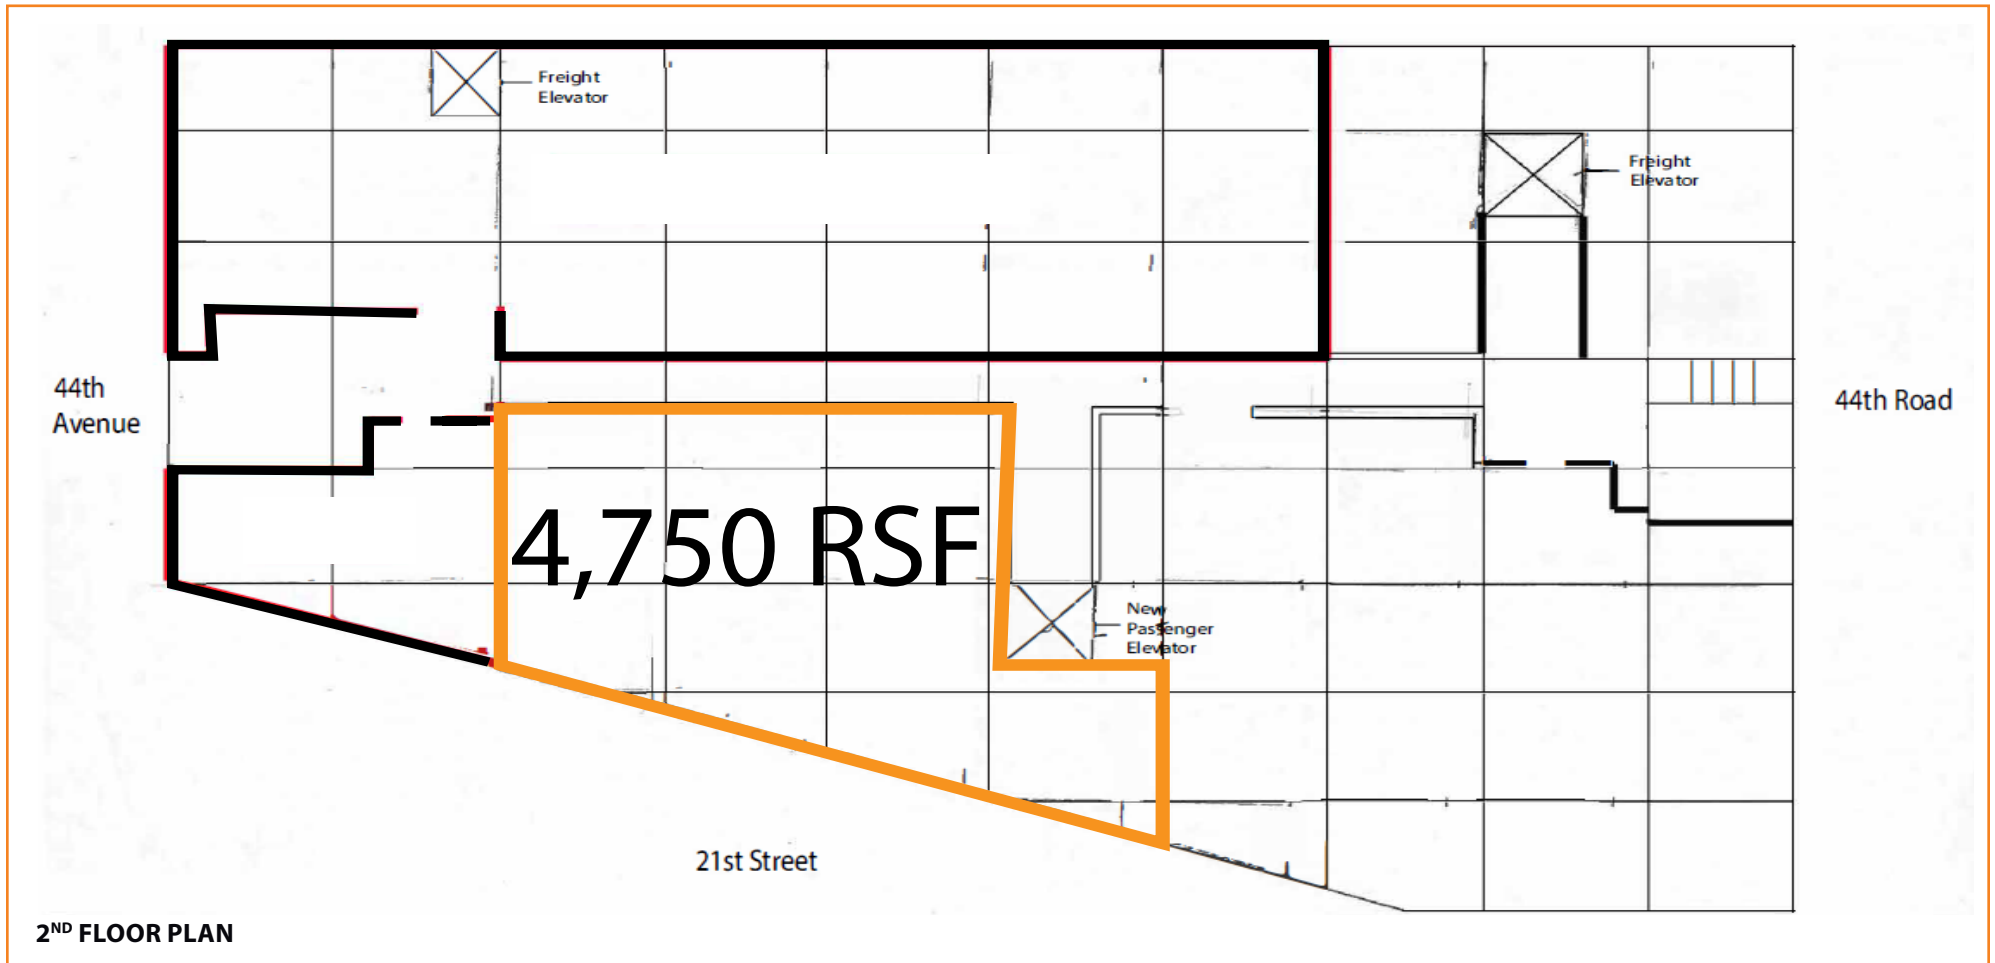 Freight
Elevator
Freight
Elevator
44th
Avenue
44th Road
4,750 RSF
New
Passenger
Elevator
21st Street
2ND FLOOR PLAN